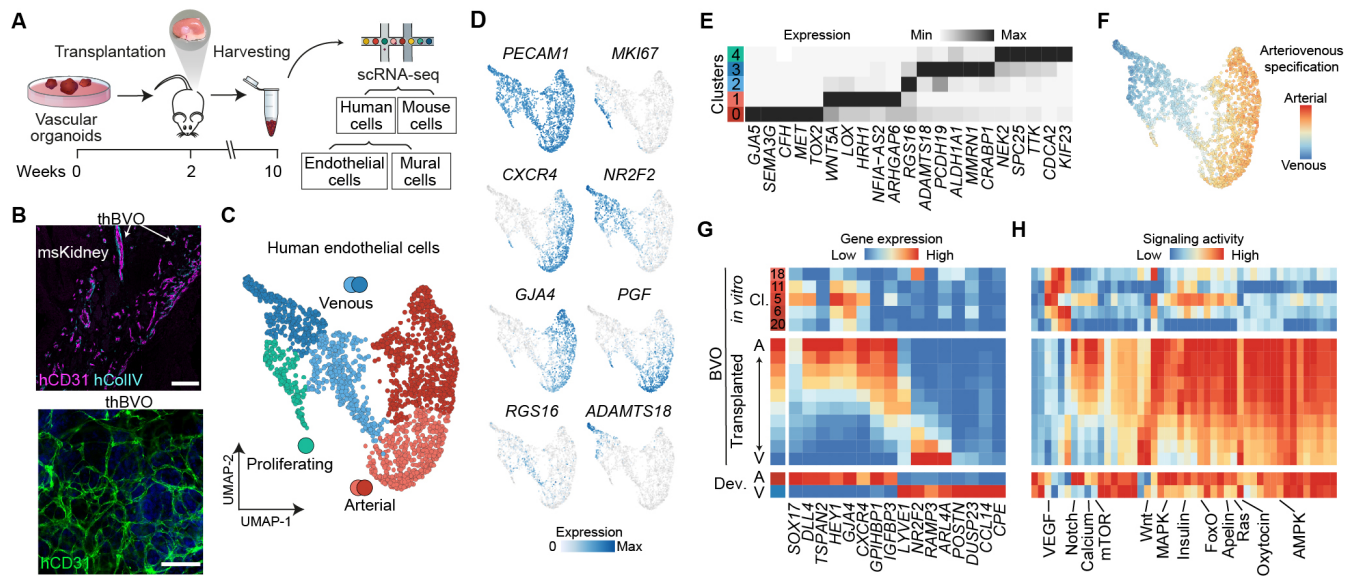 A
Transplantation
Harvesting
Vascular
organoids
Weeks 0
2
10
scRNA-seq
Human
cells
Mouse
cells
Endothelial
cells
Mural
cells
B
thBVO
msKidney
hCD31 hColIV
thBVO
hCD31
C
Human endothelial cells
Venous
Proliferating
Arterial
UMAP-2
UMAP-1
D
PECAM1
MKI67
CXCR4
NR2F2
GJA4
PGF
RGS16
ADAMTS18
Expression
0
Max
E
Expression
Min
Max
Clusters
4
3
2
1
0
GJA5
SEMA3G
CFH
MET
TOX2
WNT5A
LOX
HRH1
NFIA-AS2
ARHGAP6
RGS16
ADAMTS18
PCDH19
ALDH1A1
MMRN1
CRABP1
NEK2
SPC25
TTK
CDCA2
KIF23
F
Arteriovenous
specification
Arterial
Venous
G
Gene expression
Low
High
BVO
in vitro
Cl.
18
11
5
6
20
Transplanted
A
V
Dev.
A
V
SOX17
DLL4
TSPAN2
HEY1
GJA4
CXCR4
GPIHBP1
IGFBP3
LYVE1
NR2F2
RAMP3
ARL4A
POSTN
DUSP23
CCL14
CPE
H
Signaling activity
Low
High
VEGF
Notch
Calcium
mTOR
Wnt
MAPK
Insulin
FoxO
Apelin
Ras
Oxytocin
AMPK